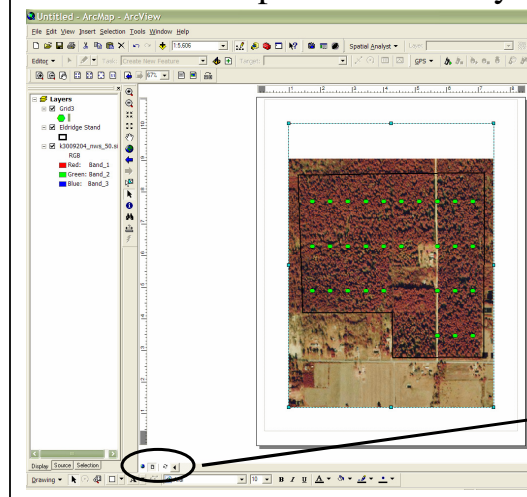 Untitled - ArcMap - ArcView
File Edit View Insert Selection Tools Window Help
1:5,606
Spatial Analyst
Layer:
Editor
Task: Create New Feature
Target:
GPS
67%
Layers
Grid3
Eldridge Stand
k3009204_nws_50.si
RGB
Red: Band_1
Green: Band_2
Blue: Band_3
Display Source Selection
Drawing
A
10
B I U A